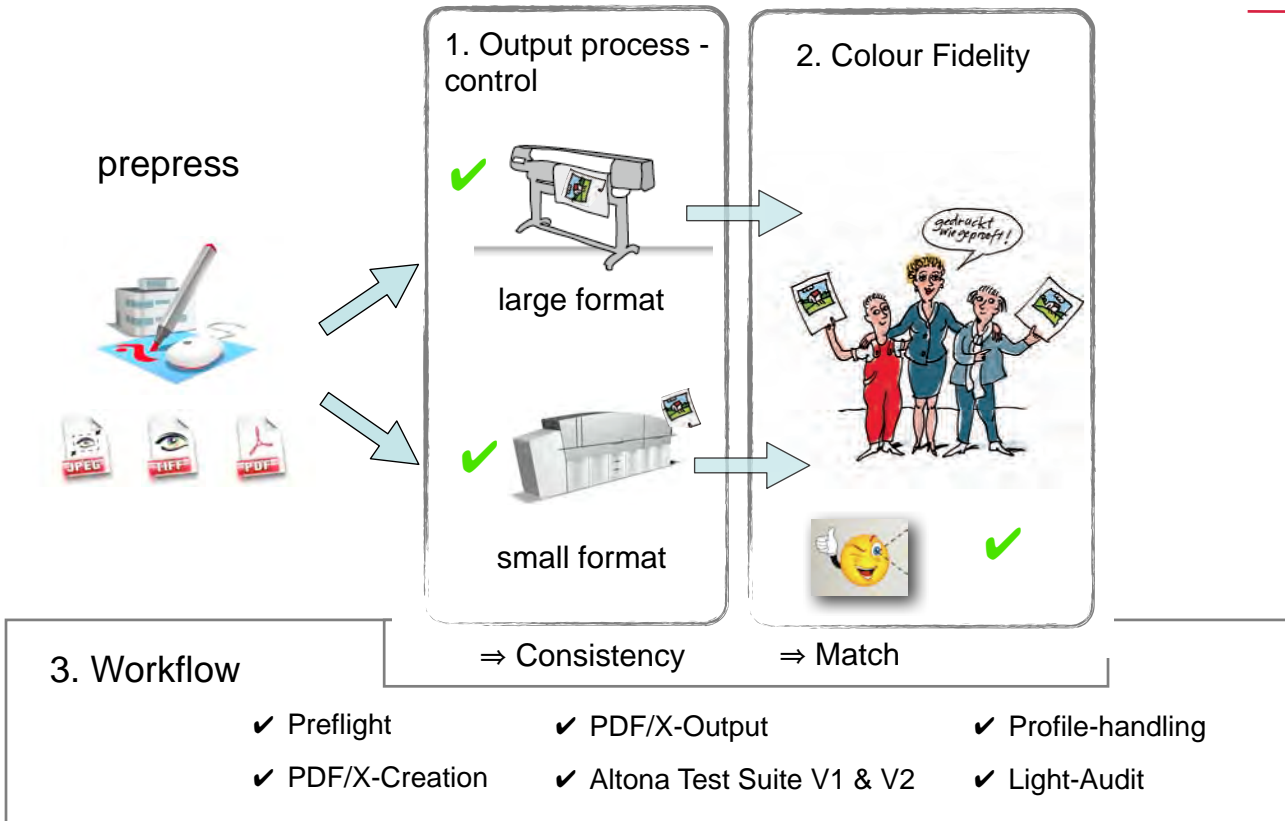 1. Output process -
control
2. Colour Fidelity
prepress
gedruckt
wie geprooft!
large format
JPEG
TIFF
PDF
small format
⇒ Consistency
⇒ Match
3. Workflow
✔ Preflight
✔ PDF/X-Output
✔ Profile-handling
✔ PDF/X-Creation
✔ Altona Test Suite V1 & V2
✔ Light-Audit